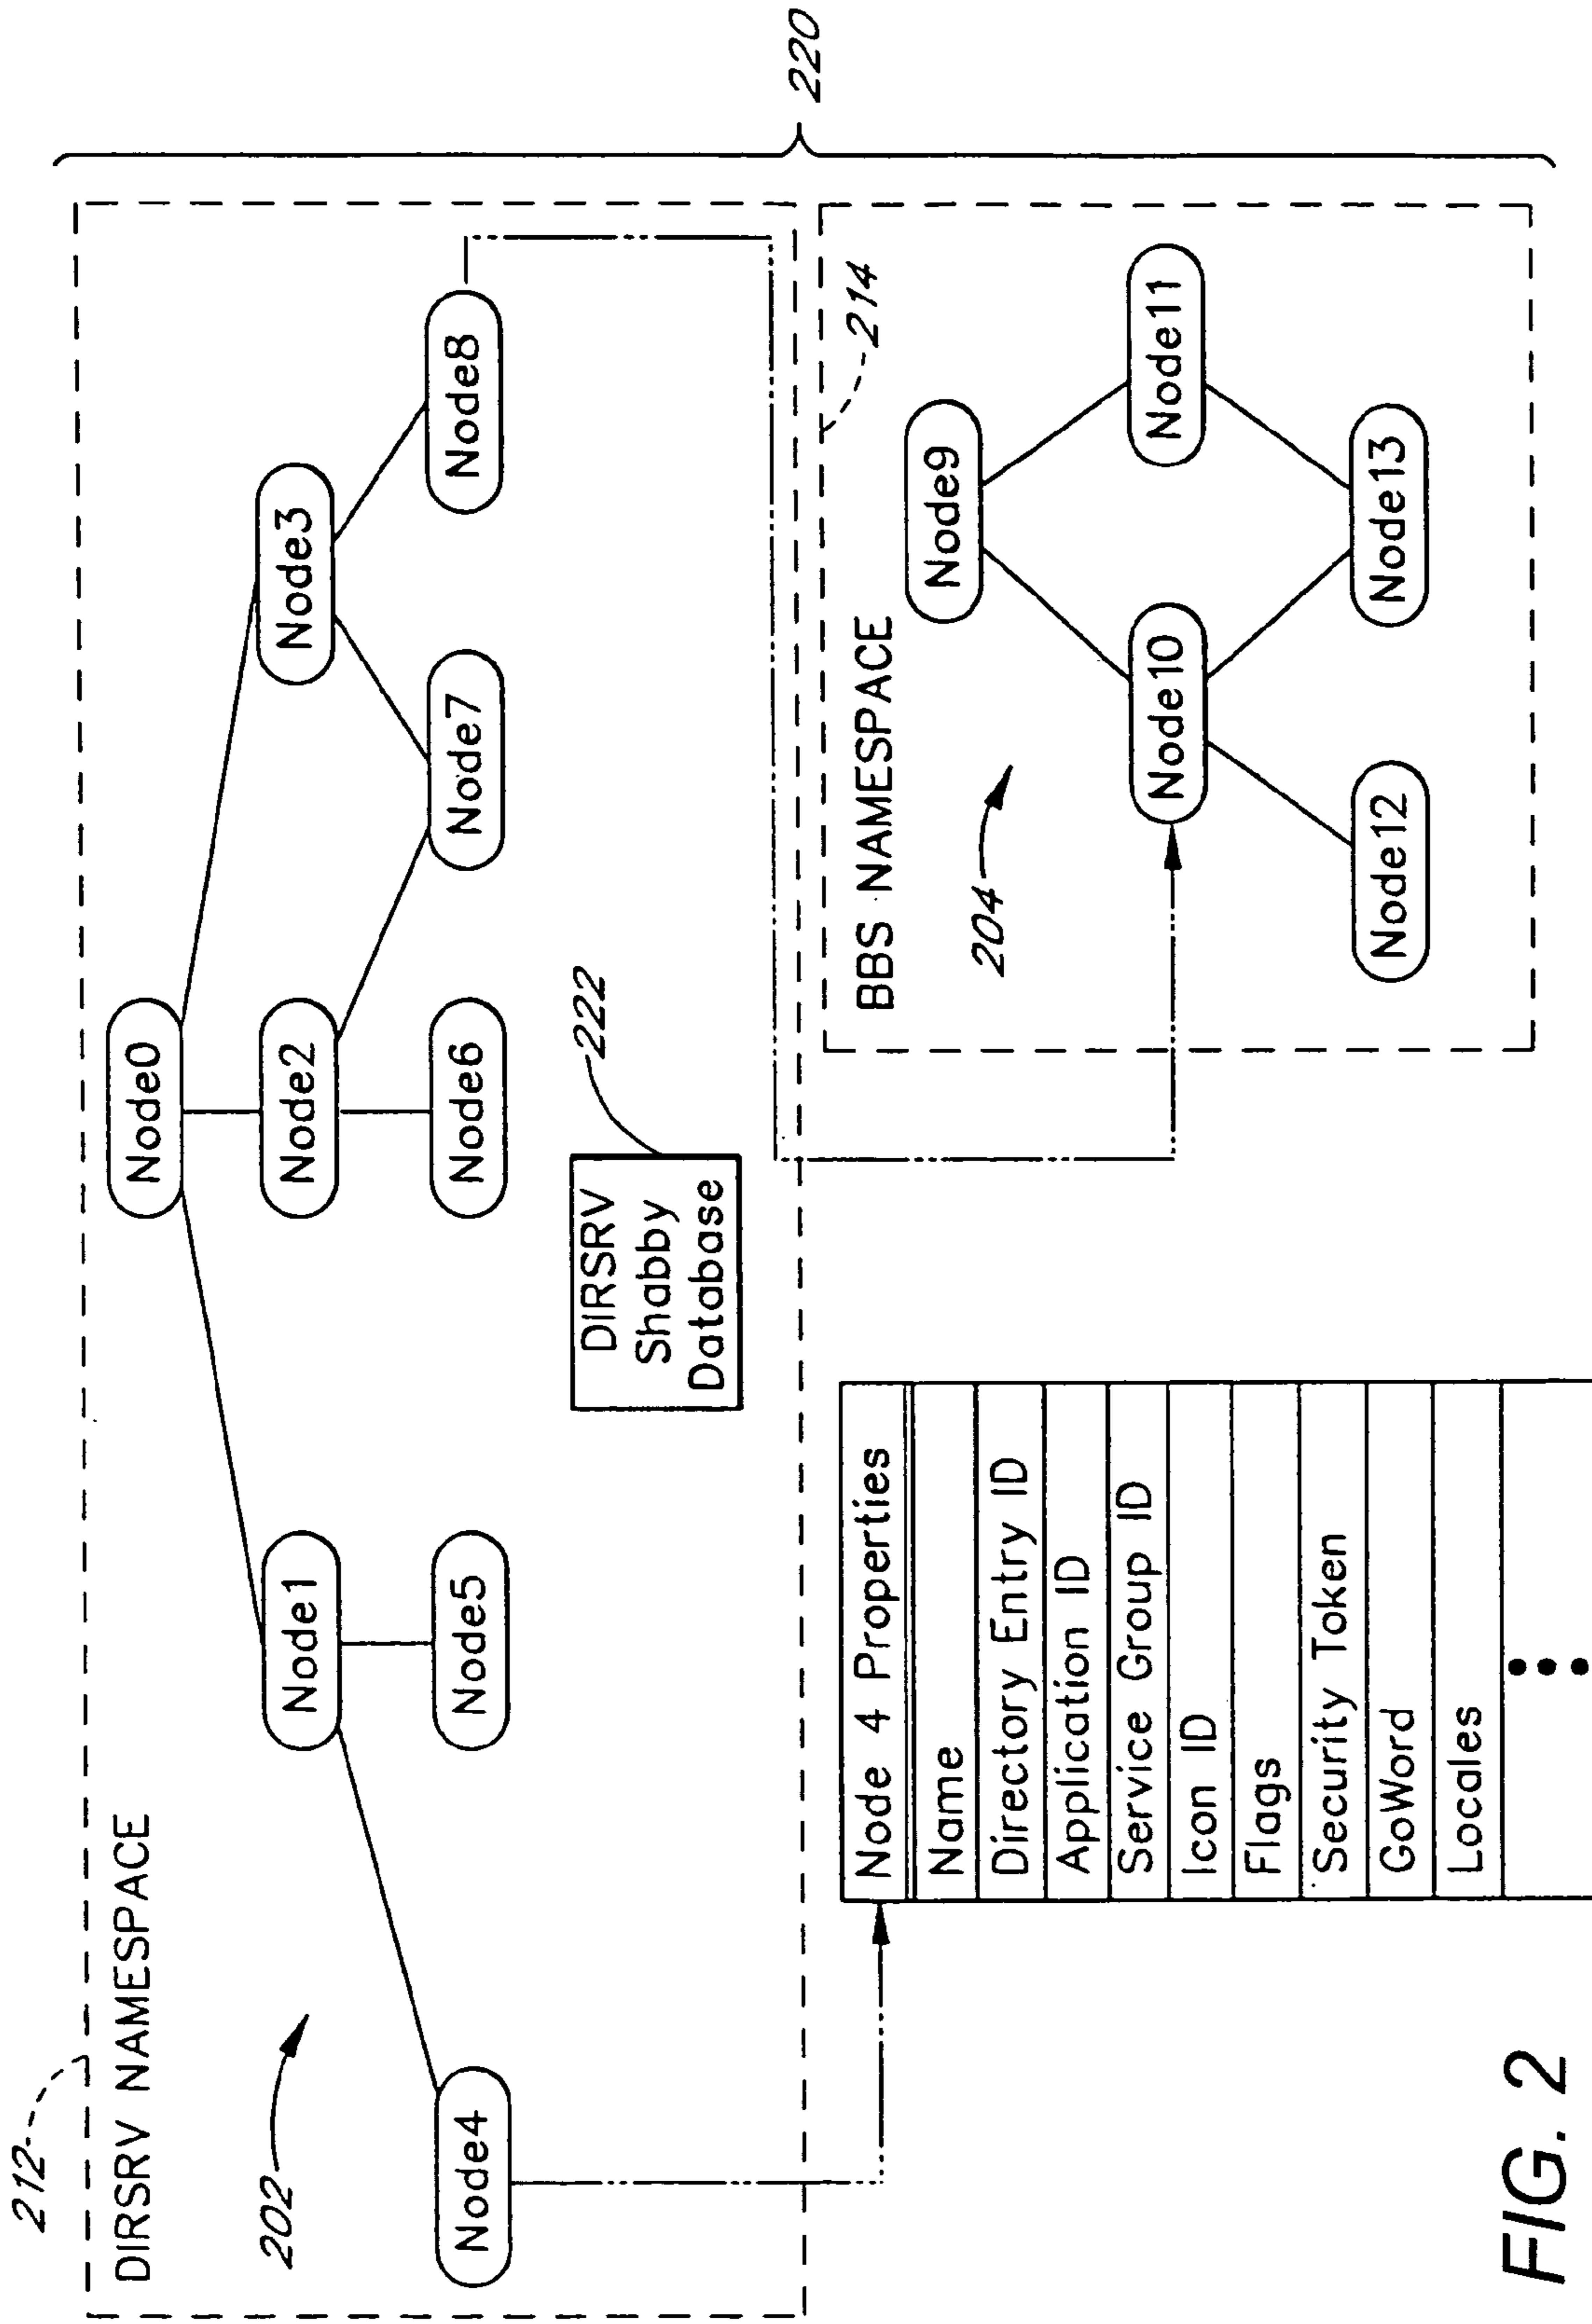 212
DIRSRV NAMESPACE
202
Node0
Node1
Node2
Node3
Node4
Node5
Node6
Node7
Node8
DIRSRV
Shabby
Database
222
220
Node 4 Properties
Name
Directory Entry ID
Application ID
Service Group ID
Icon ID
Flags
Security Token
GoWord
Locales
BBS NAMESPACE
214
204
Node9
Node10
Node11
Node12
Node13
FIG. 2